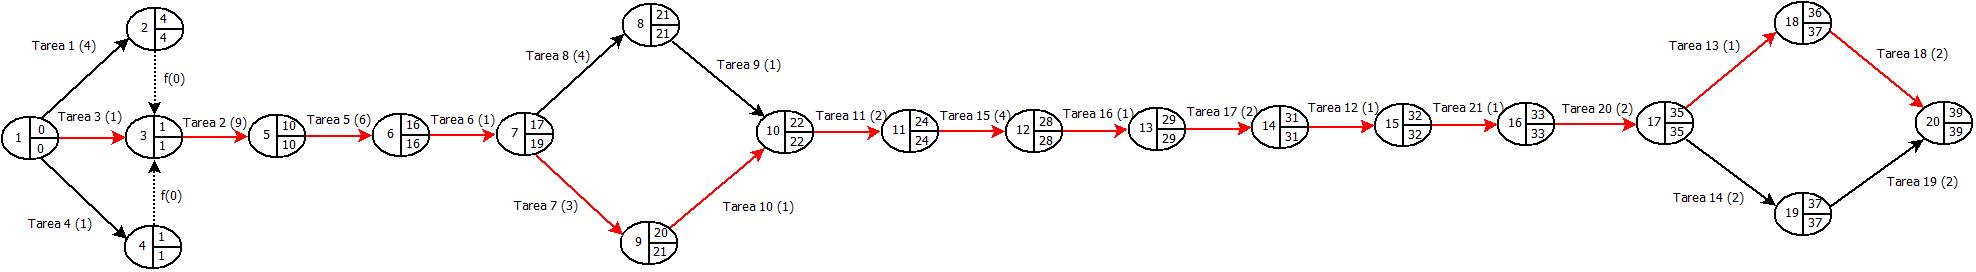 1
0
0
Tarea 1 (4)
2
4
4
f(0)
Tarea 3 (1)
3
1
1
f(0)
Tarea 4 (1)
4
1
1
Tarea 2 (9)
5
10
10
Tarea 5 (6)
6
16
16
Tarea 6 (1)
7
17
19
Tarea 8 (4)
8
21
21
Tarea 9 (1)
Tarea 7 (3)
9
20
21
Tarea 10 (1)
10
22
22
Tarea 11 (2)
11
24
24
Tarea 15 (4)
12
28
28
Tarea 16 (1)
13
29
29
Tarea 17 (2)
14
31
31
Tarea 12 (1)
15
32
32
Tarea 21 (1)
16
33
33
Tarea 20 (2)
17
35
35
Tarea 13 (1)
18
36
37
Tarea 18 (2)
Tarea 14 (2)
19
37
37
Tarea 19 (2)
20
39
39